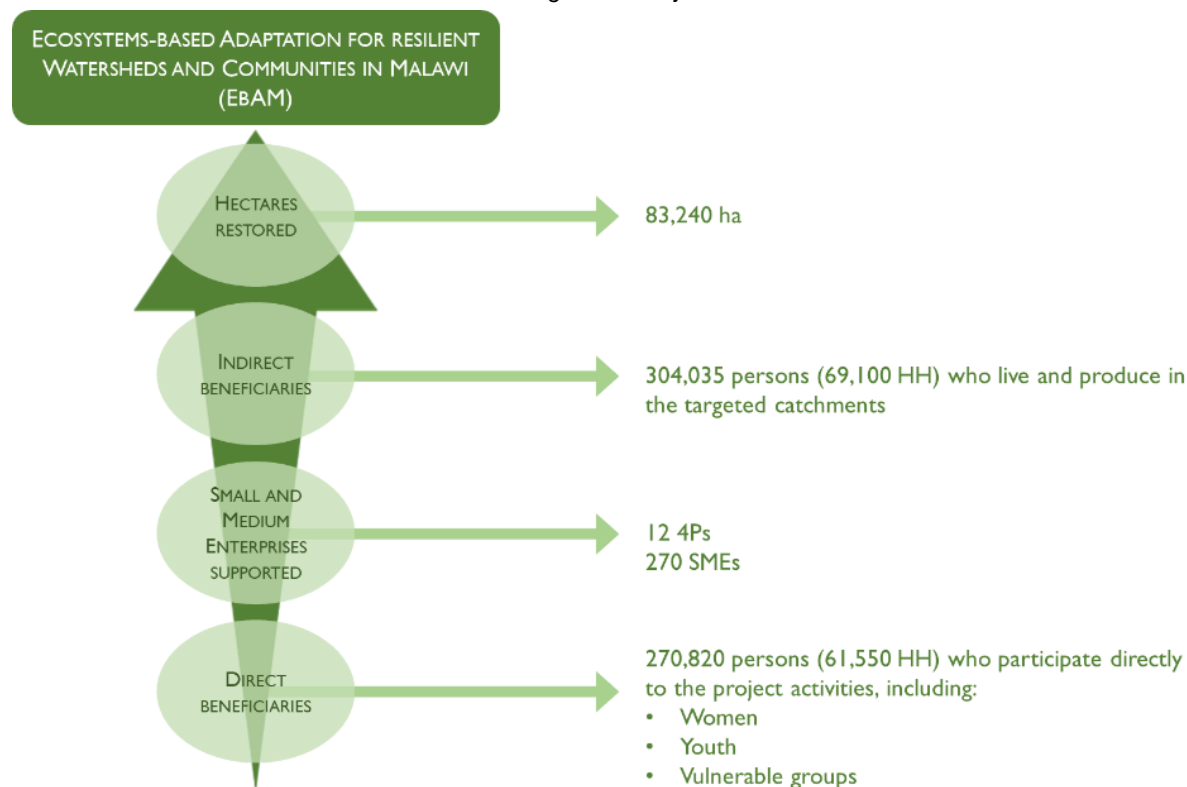 ECOSYSTEMS-BASED ADAPTATION FOR RESILIENT
WATERSHEDS AND COMMUNITIES IN MALAWI
(EBAM)
HECTARES
RESTORED
83,240 ha
INDIRECT
BENEFICIARIES
304,035 persons (69,100 HH) who live and produce in
the targeted catchments
SMALL AND
MEDIUM
ENTERPRISES
SUPPORTED
12 4Ps
270 SMEs
DIRECT
BENEFICIARIES
270,820 persons (61,550 HH) who participate directly
to the project activities, including:
• Women
• Youth
• Vulnerable groups